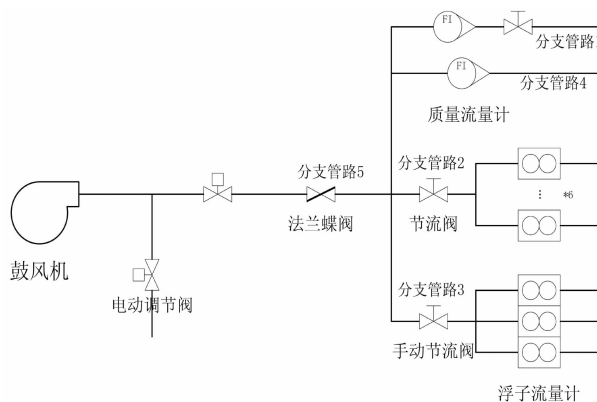 FI
分支管路1
FI
分支管路4
质量流量计
分支管路5
分支管路2
*6
法兰蝶阀
节流阀
鼓风机
分支管路3
电动调节阀
手动节流阀
浮子流量计